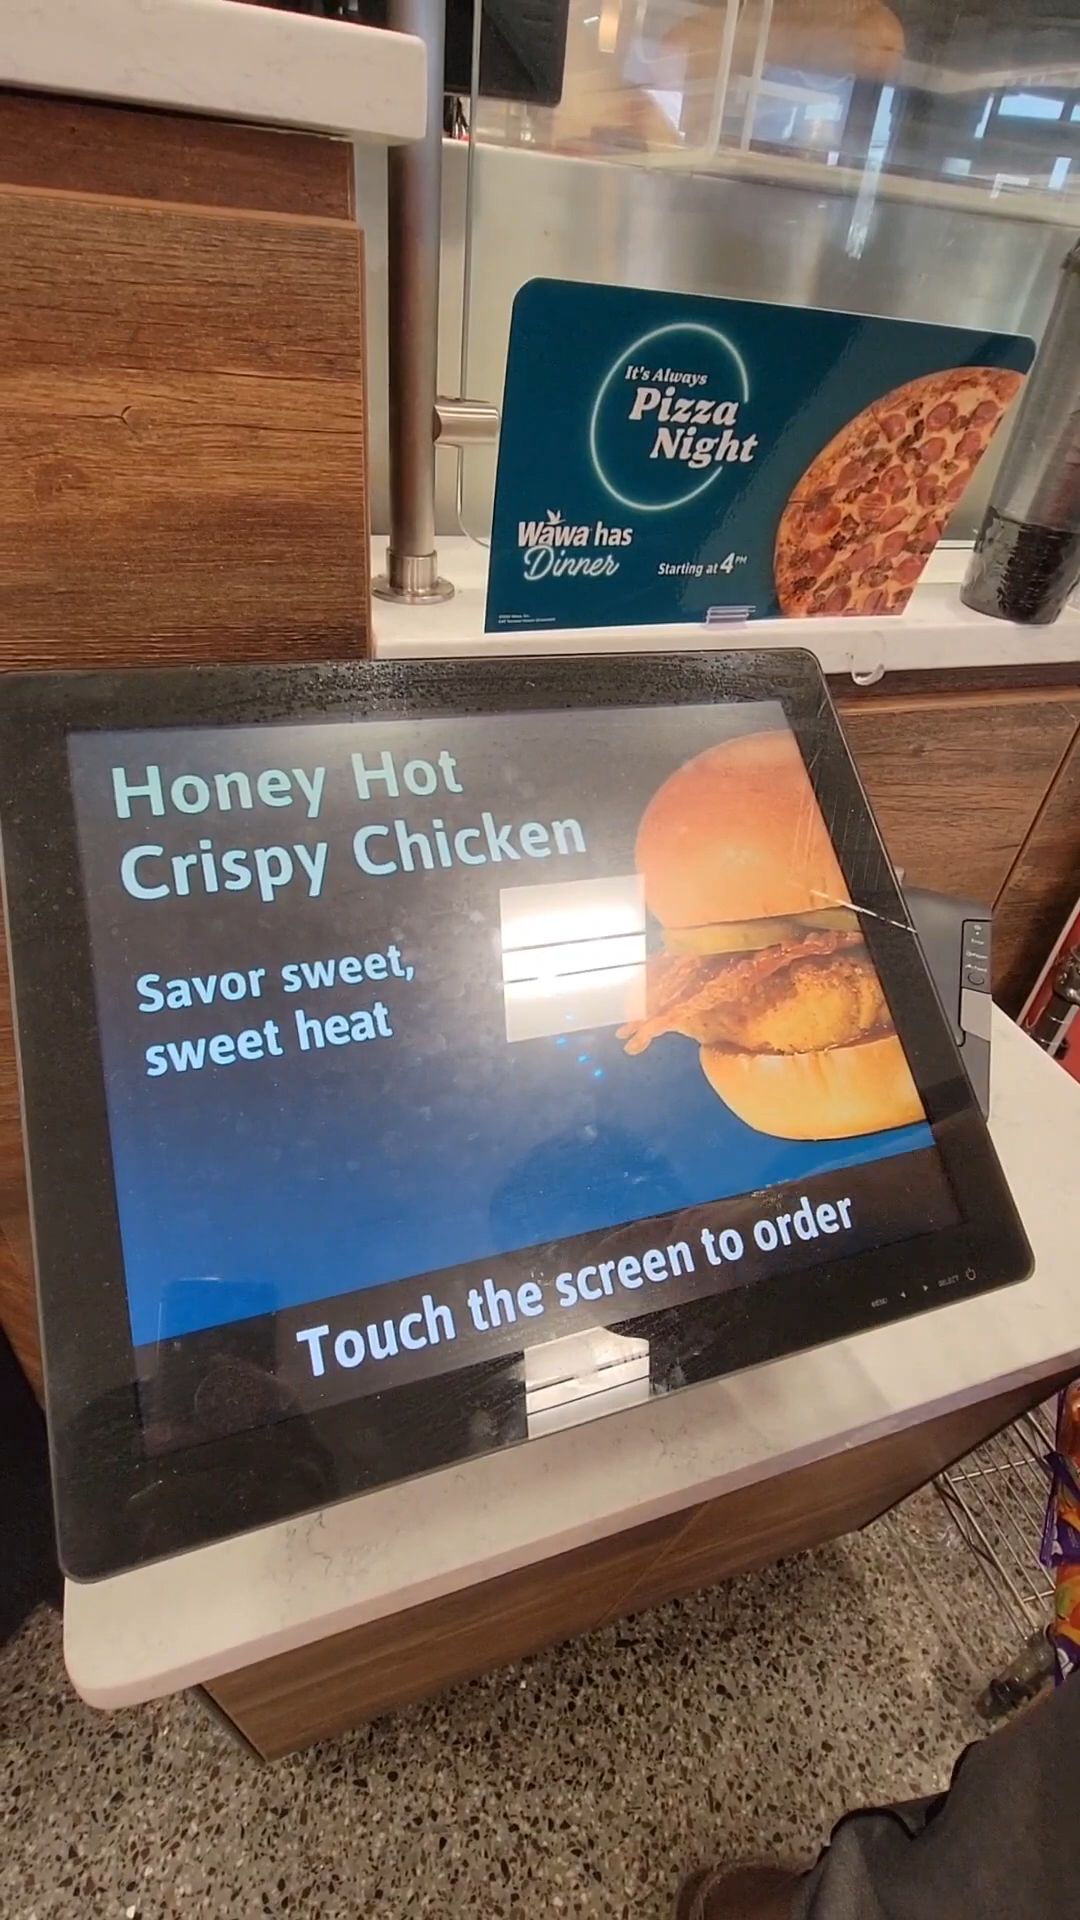 It's Always
Pizza
Night
Wawa has
Dinner
Starting at 4PM
Honey Hot
Crispy Chicken
Savor sweet,
sweet heat
Touch the screen to order
MENU
SELECT